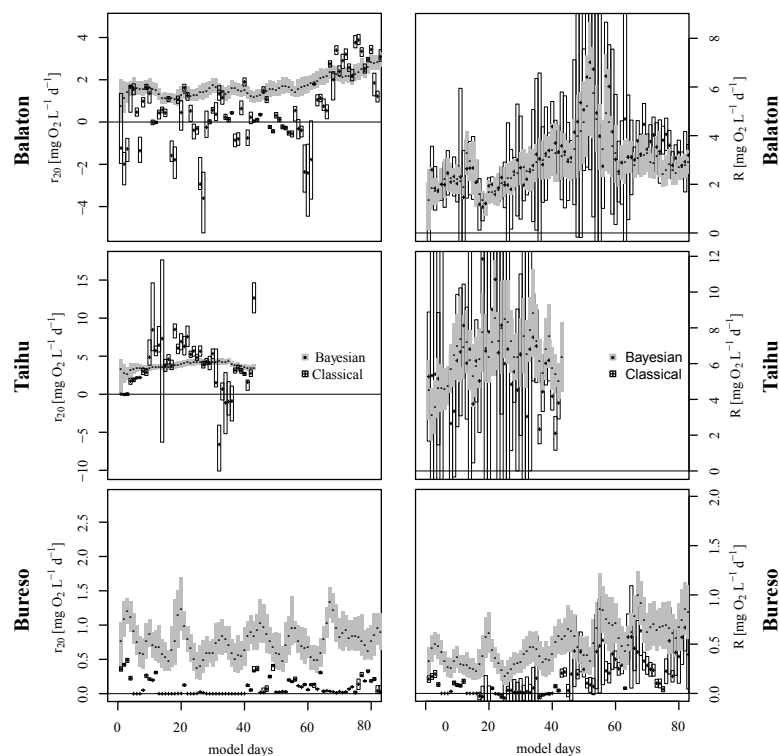 Balaton
r₂₀ [mg O₂ L⁻¹ d⁻¹]
4
2
0
−2
−4
8
6
4
2
0
R [mg O₂ L⁻¹ d⁻¹]
Balaton
Taihu
r₂₀ [mg O₂ L⁻¹ d⁻¹]
15
10
5
0
−5
−10
Bayesian
Classical
Bayesian
Classical
12
10
8
6
4
2
0
R [mg O₂ L⁻¹ d⁻¹]
Taihu
Bureso
r₂₀ [mg O₂ L⁻¹ d⁻¹]
2.5
2.0
1.5
1.0
0.5
0.0
2.0
1.5
1.0
0.5
0.0
R [mg O₂ L⁻¹ d⁻¹]
Bureso
0 20 40 60 80
0 20 40 60 80
model days
model days